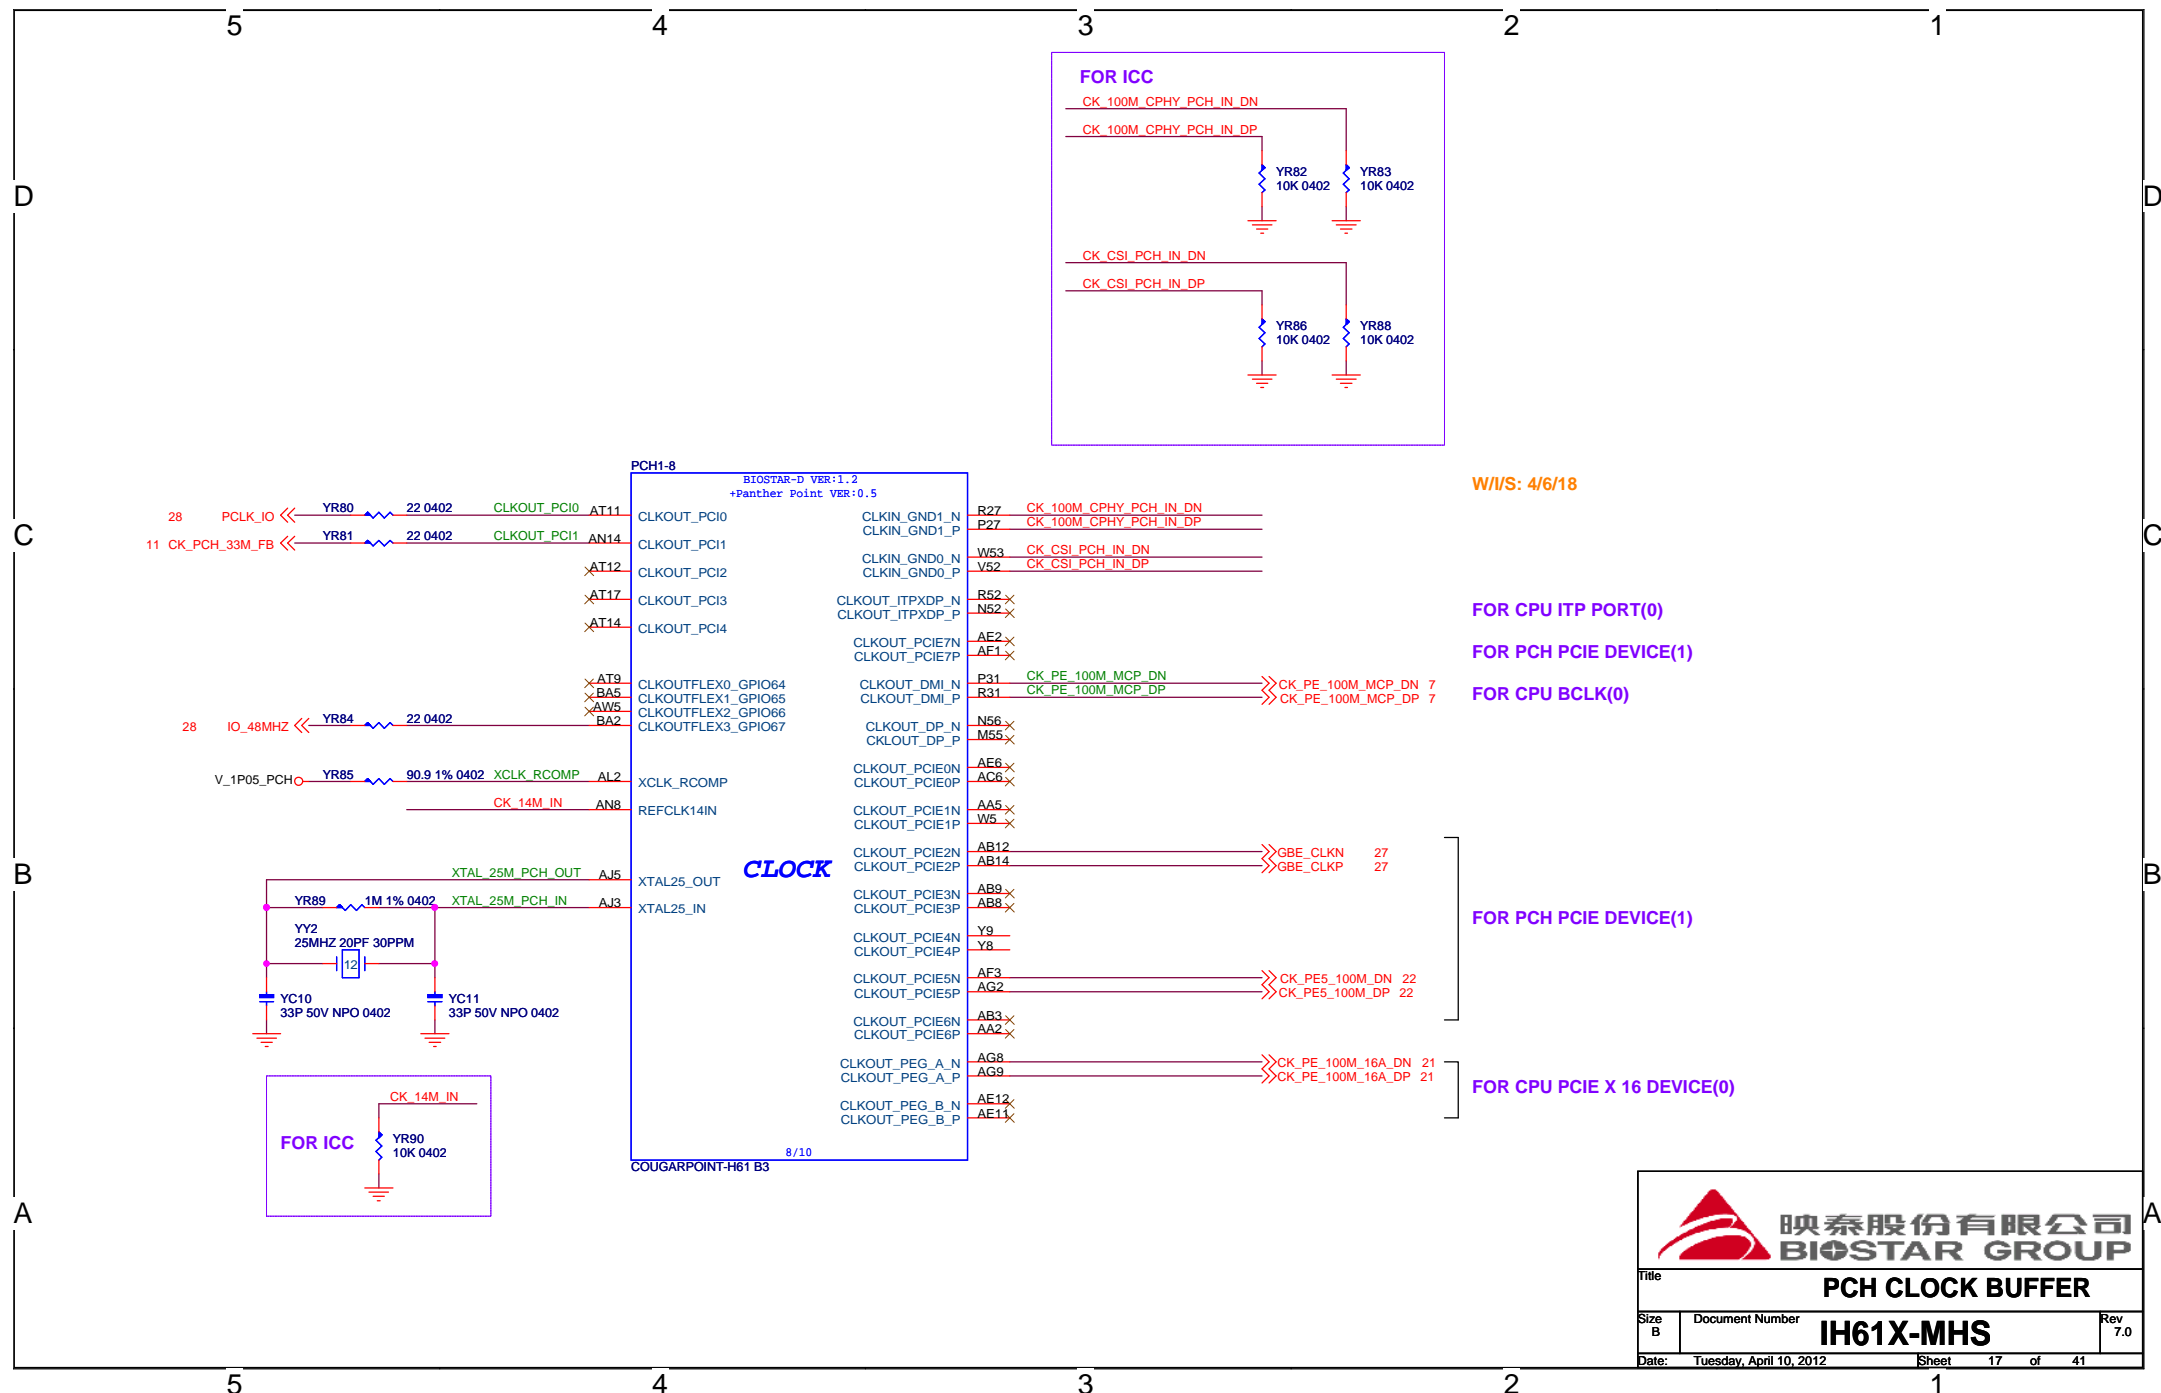 5 4 3 2 1
FOR ICC
CK_100M_CPHY_PCH_IN_DN
CK_100M_CPHY_PCH_IN_DP
YR82 YR83
10K 0402 10K 0402
D D
CK_CSI_PCH_IN_DN
CK_CSI_PCH_IN_DP
YR86 YR88
10K 0402 10K 0402
PCH1-8
BIOSTAR-D VER:1.2
+Panther Point VER:0.5
W/I/S: 4/6/18
28 PCLK_IO YR80 22 0402 CLKOUT_PCI0 AT11 CLKOUT_PCI0
11 CK_PCH_33M_FB YR81 22 0402 CLKOUT_PCI1 AN14 CLKOUT_PCI1
AT12 CLKOUT_PCI2
AT17 CLKOUT_PCI3
AT14 CLKOUT_PCI4
AT9 CLKOUTFLEX0_GPIO64
BA5 CLKOUTFLEX1_GPIO65
AW5 CLKOUTFLEX2_GPIO66
28 IO_48MHZ YR84 22 0402 BA2 CLKOUTFLEX3_GPIO67
V_1P05_PCH YR85 90.9 1% 0402 XCLK_RCOMP AL2 XCLK_RCOMP
CK_14M_IN AN8 REFCLK14IN
XTAL_25M_PCH_OUT AJ5 XTAL25_OUT
YR89 1M 1% 0402 XTAL_25M_PCH_IN AJ3 XTAL25_IN
YY2
25MHZ 20PF 30PPM
12
YC10 YC11
33P 50V NPO 0402 33P 50V NPO 0402
CK_14M_IN
FOR ICC
YR90
10K 0402
CLOCK
CLKIN_GND1_N R27 CK_100M_CPHY_PCH_IN_DN
CLKIN_GND1_P P27 CK_100M_CPHY_PCH_IN_DP
C C
CLKIN_GND0_N W53 CK_CSI_PCH_IN_DN
CLKIN_GND0_P V52 CK_CSI_PCH_IN_DP
CLKOUT_ITPXDP_N R52
CLKOUT_ITPXDP_P N52
FOR CPU ITP PORT(0)
CLKOUT_PCIE7N AE2
CLKOUT_PCIE7P AF1
FOR PCH PCIE DEVICE(1)
CLKOUT_DMI_N P31 CK_PE_100M_MCP_DN CK_PE_100M_MCP_DN 7
CLKOUT_DMI_P R31 CK_PE_100M_MCP_DP CK_PE_100M_MCP_DP 7
FOR CPU BCLK(0)
CLKOUT_DP_N N56
CKLOUT_DP_P M55
CLKOUT_PCIE0N AE6
CLKOUT_PCIE0P AC6
CLKOUT_PCIE1N AA5
CLKOUT_PCIE1P W5
CLKOUT_PCIE2N AB12 GBE_CLKN 27
CLKOUT_PCIE2P AB14 GBE_CLKP 27
B B
CLKOUT_PCIE3N AB9
CLKOUT_PCIE3P AB8
FOR PCH PCIE DEVICE(1)
CLKOUT_PCIE4N Y9
CLKOUT_PCIE4P Y8
CLKOUT_PCIE5N AF3 CK_PE5_100M_DN 22
CLKOUT_PCIE5P AG2 CK_PE5_100M_DP 22
CLKOUT_PCIE6N AB3
CLKOUT_PCIE6P AA2
CLKOUT_PEG_A_N AG8 CK_PE_100M_16A_DN 21
CLKOUT_PEG_A_P AG9 CK_PE_100M_16A_DP 21
FOR CPU PCIE X 16 DEVICE(0)
CLKOUT_PEG_B_N AE12
CLKOUT_PEG_B_P AE11
8/10
COUGARPOINT-H61 B3
A A
映泰股份有限公司
BIOSTAR GROUP
Title
PCH CLOCK BUFFER
Size Document Number Rev
B IH61X-MHS 7.0
Date: Tuesday, April 10, 2012 Sheet 17 of 41
5 4 3 2 1